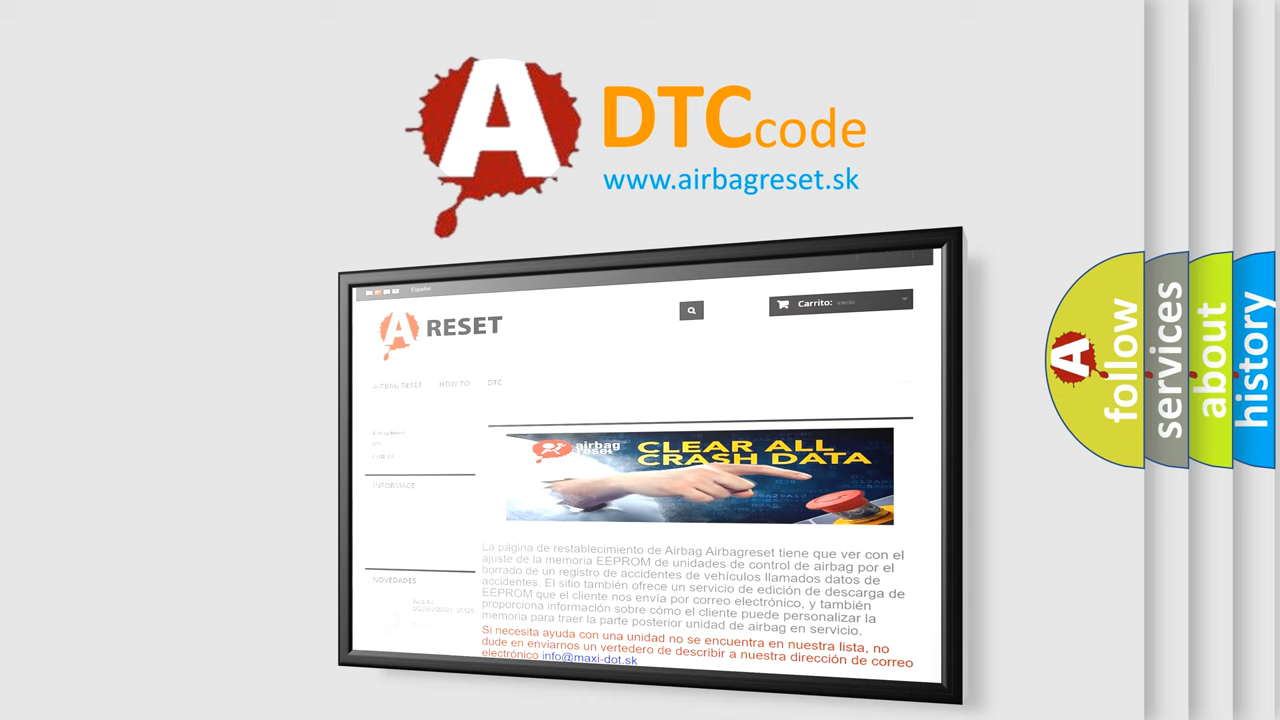 A
DTCcode
www.airbagreset.sk
Español
A RESET
Carrito: vacío
AIRBAG RESET HOW TO DTC
INFORMACE
airbag
reset
CLEAR ALL
CRASH DATA
La página de restablecimiento de Airbag Airbagreset tiene que ver con el
ajuste de la memoria EEPROM de unidades de control de airbag por el
borrado de un registro de accidentes de vehículos llamados datos de
accidentes. El sitio también ofrece un servicio de edición de descarga de
EEPROM que el cliente nos envía por correo electrónico, y también
proporciona información sobre cómo el cliente puede personalizar la
memoria para traer la parte posterior unidad de airbag en servicio.
Si necesita ayuda con una unidad no se encuentra en nuestra lista, no
dude en enviarnos un vertedero de describir a nuestra dirección de correo
electrónico info@maxi-dot.sk
NOVEDADES
A
follow
services
about
history